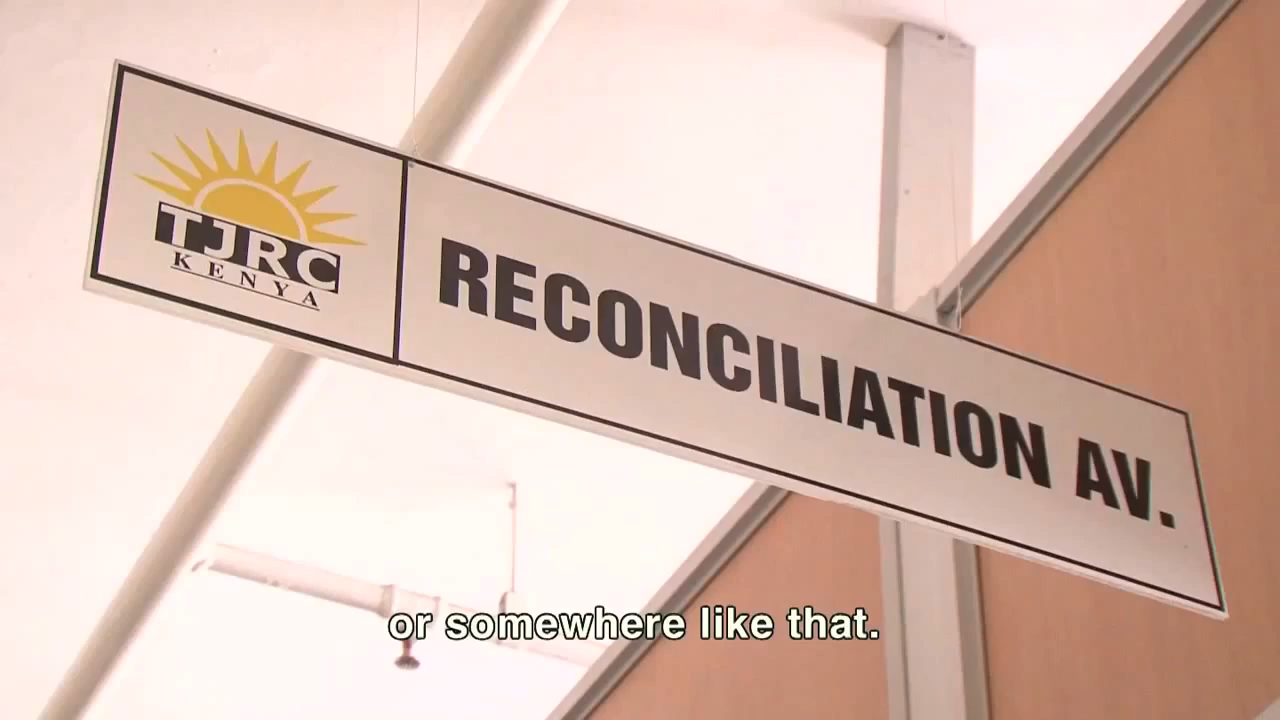 TJRC
KENYA
RECONCILIATION AV.
or somewhere like that.